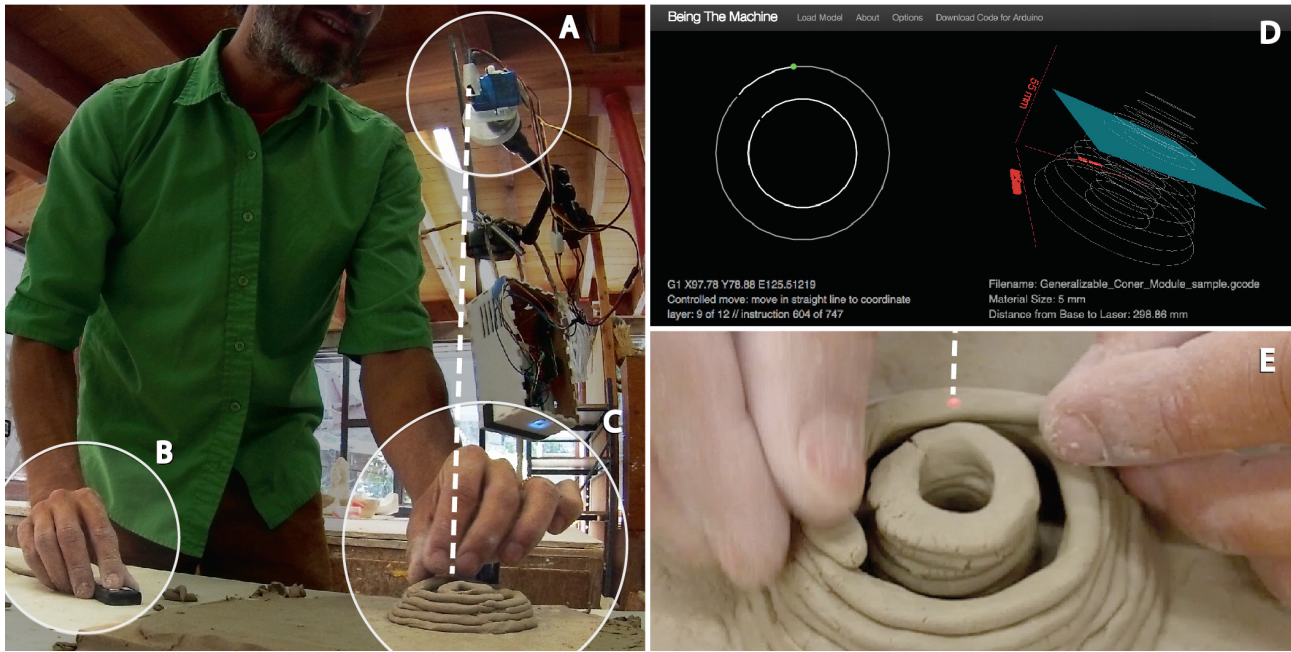 A
B
C
Being The Machine Load Model About Options Download Code for Arduino
D
55 mm
G1 X97.78 Y78.88 E125.51219
Controlled move: move in straight line to coordinate
layer: 9 of 12 // instruction 604 of 747
Filename: Generalizable_Coner_Module_sample.gcode
Material Size: 5 mm
Distance from Base to Laser: 298.86 mm
E